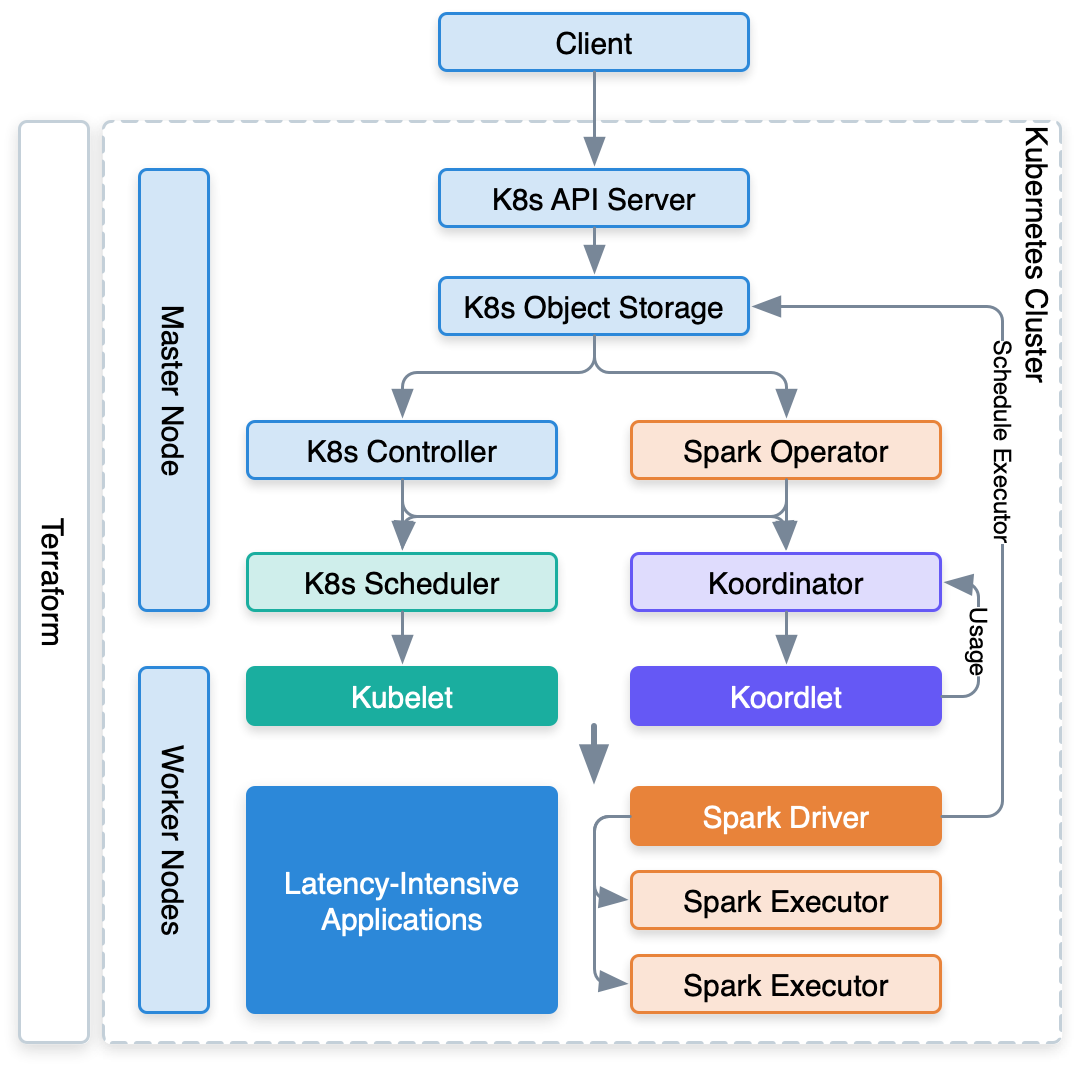 Client
Kubernetes Cluster
Terraform
Master Node
K8s API Server
K8s Object Storage
Schedule Executor
K8s Controller
Spark Operator
K8s Scheduler
Koordinator
Usage
Worker Nodes
Kubelet
Koordlet
Latency-Intensive
Applications
Spark Driver
Spark Executor
Spark Executor